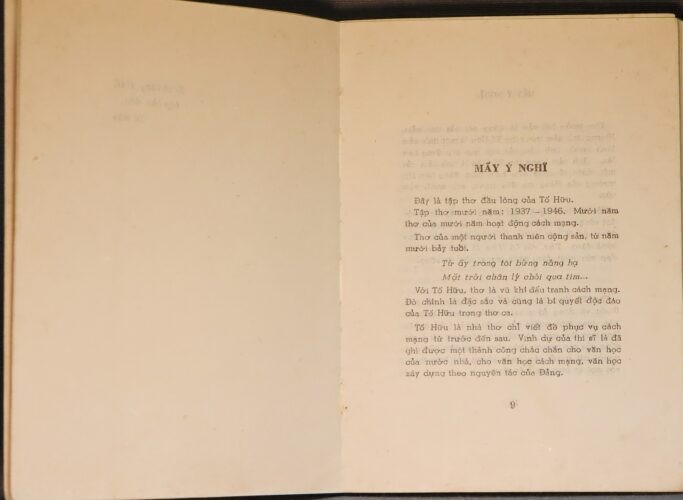 MẤY Ý NGHĨ
Đây là tập thơ đầu lòng của Tố Hữu.
Tập thơ mười năm: 1937 – 1946. Mười năm
thơ của mười năm hoạt động cách mạng.
Thơ của một người thanh niên cộng sản, từ năm
mười bảy tuổi.
Từ ấy trong tôi bừng nắng hạ
Mặt trời chân lý chói qua tim...
Với Tố Hữu, thơ là vũ khí đấu tranh cách mạng.
Đó chính là đặc sắc và cũng là bí quyết độc đáo
của Tố Hữu trong thơ ca.
Tố Hữu là nhà thơ chỉ viết để phục vụ cách
mạng từ trước đến sau. Vinh dự của thi sĩ là đã
ghi được một thành công chắc chắn cho văn học
của nước nhà, cho văn học cách mạng, văn học
xây dựng theo nguyên tắc của Đảng.
9